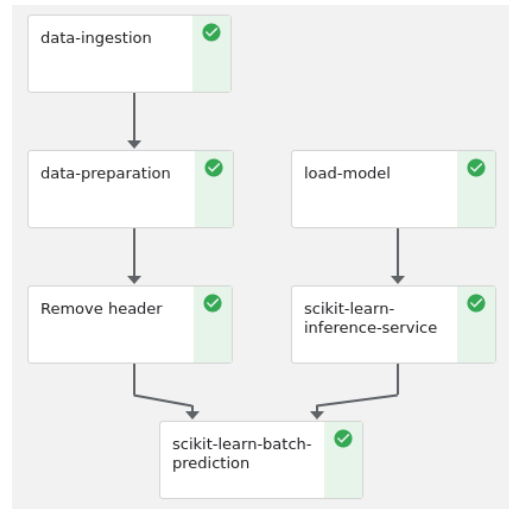 data-ingestion
data-preparation
load-model
Remove header
scikit-learn-
inference-service
scikit-learn-batch-
prediction